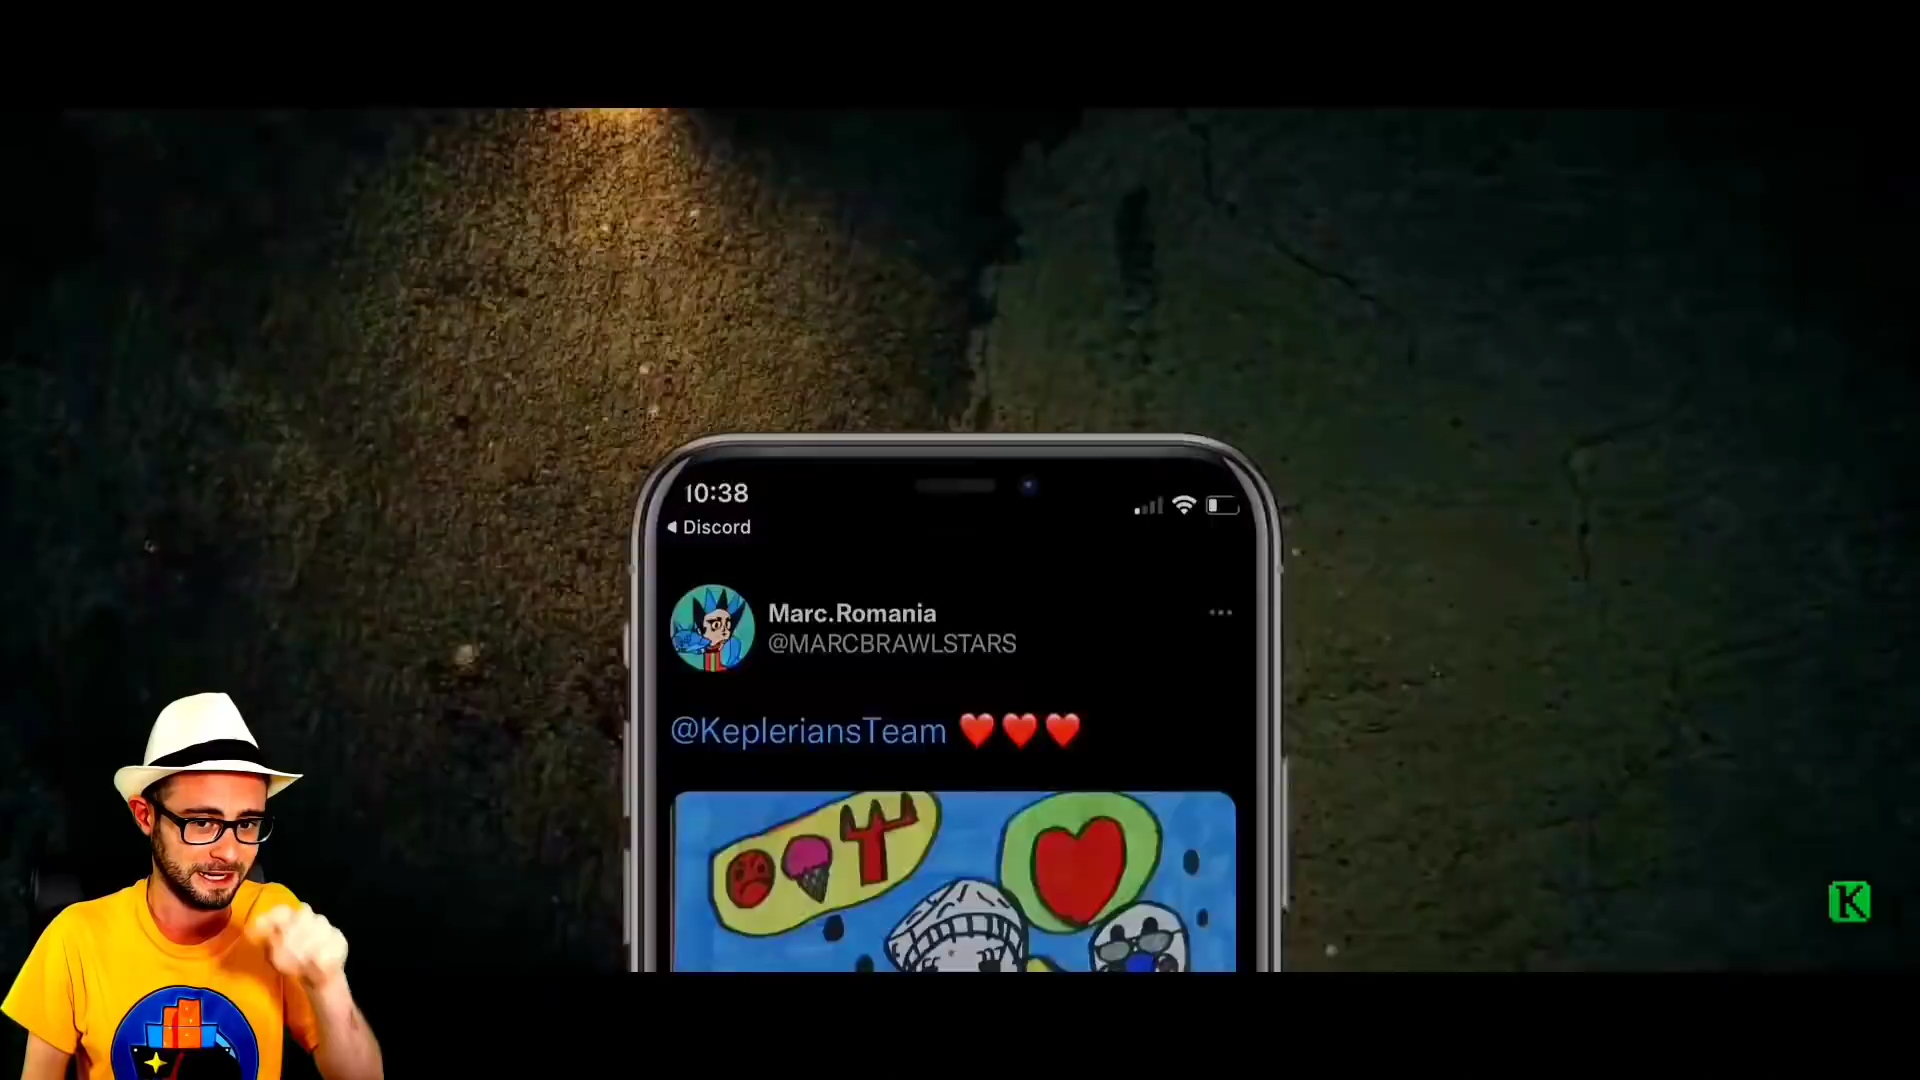 10:38
Discord
Marc.Romania
@MARCBRAWLSTARS
@KepleriansTeam ❤️❤️❤️
K